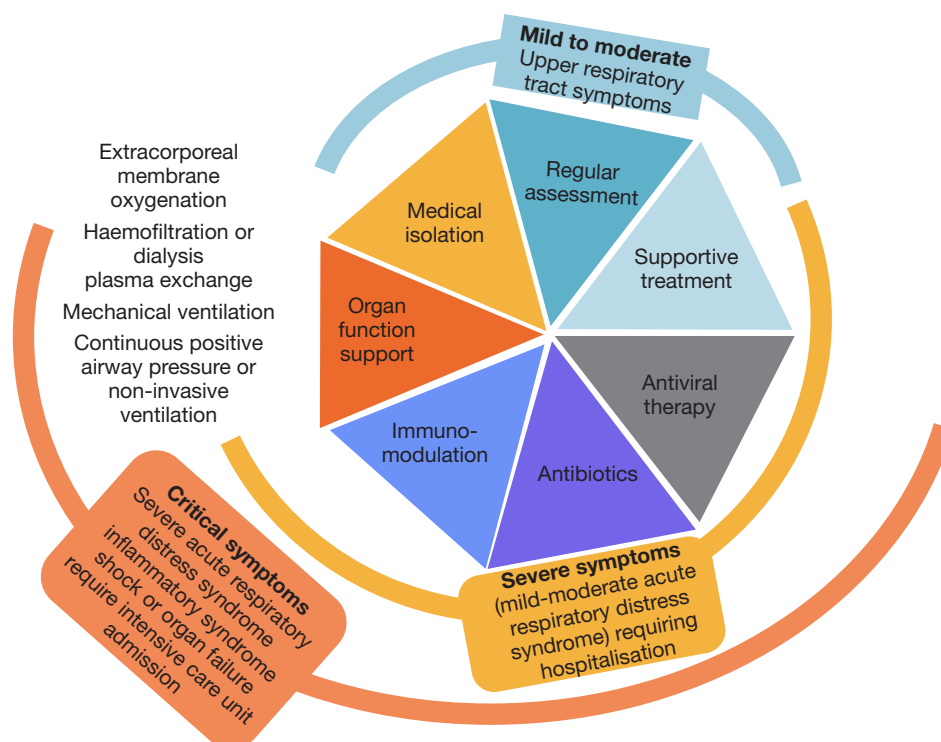 Mild to moderate
Upper respiratory
tract symptoms
Extracorporeal
membrane
oxygenation
Haemofiltration or
dialysis
plasma exchange
Mechanical ventilation
Continuous positive
airway pressure or
non-invasive
ventilation
Regular
assessment
Medical
isolation
Supportive
treatment
Organ
function
support
Antiviral
therapy
Immuno-
modulation
Antibiotics
Critical symptoms
Severe acute respiratory
distress syndrome
inflammatory syndrome
shock or organ failure
require intensive care unit
admission
Severe symptoms
(mild-moderate acute
respiratory distress
syndrome) requiring
hospitalisation